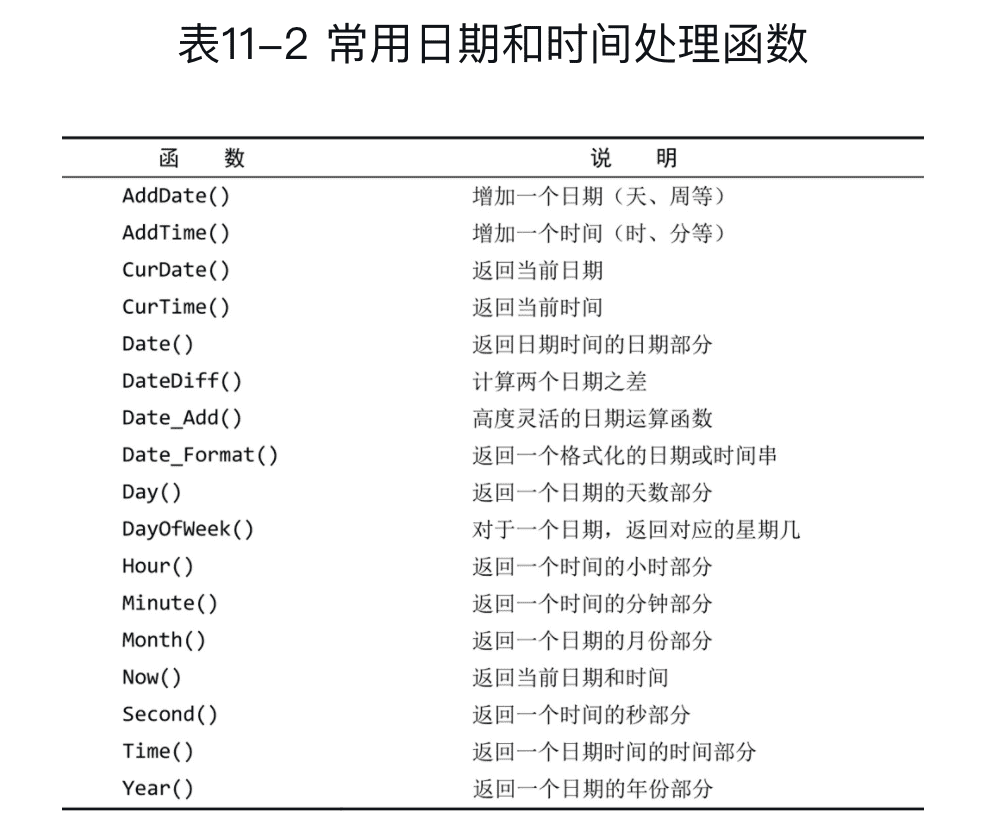 表11-2 常用日期和时间处理函数
函 数 说 明
AddDate() 增加一个日期（天、周等）
AddTime() 增加一个时间（时、分等）
CurDate() 返回当前日期
CurTime() 返回当前时间
Date() 返回日期时间的日期部分
DateDiff() 计算两个日期之差
Date_Add() 高度灵活的日期运算函数
Date_Format() 返回一个格式化的日期或时间串
Day() 返回一个日期的天数部分
DayOfWeek() 对于一个日期，返回对应的星期几
Hour() 返回一个时间的小时部分
Minute() 返回一个时间的分钟部分
Month() 返回一个日期的月份部分
Now() 返回当前日期和时间
Second() 返回一个时间的秒部分
Time() 返回一个日期时间的时间部分
Year() 返回一个日期的年份部分